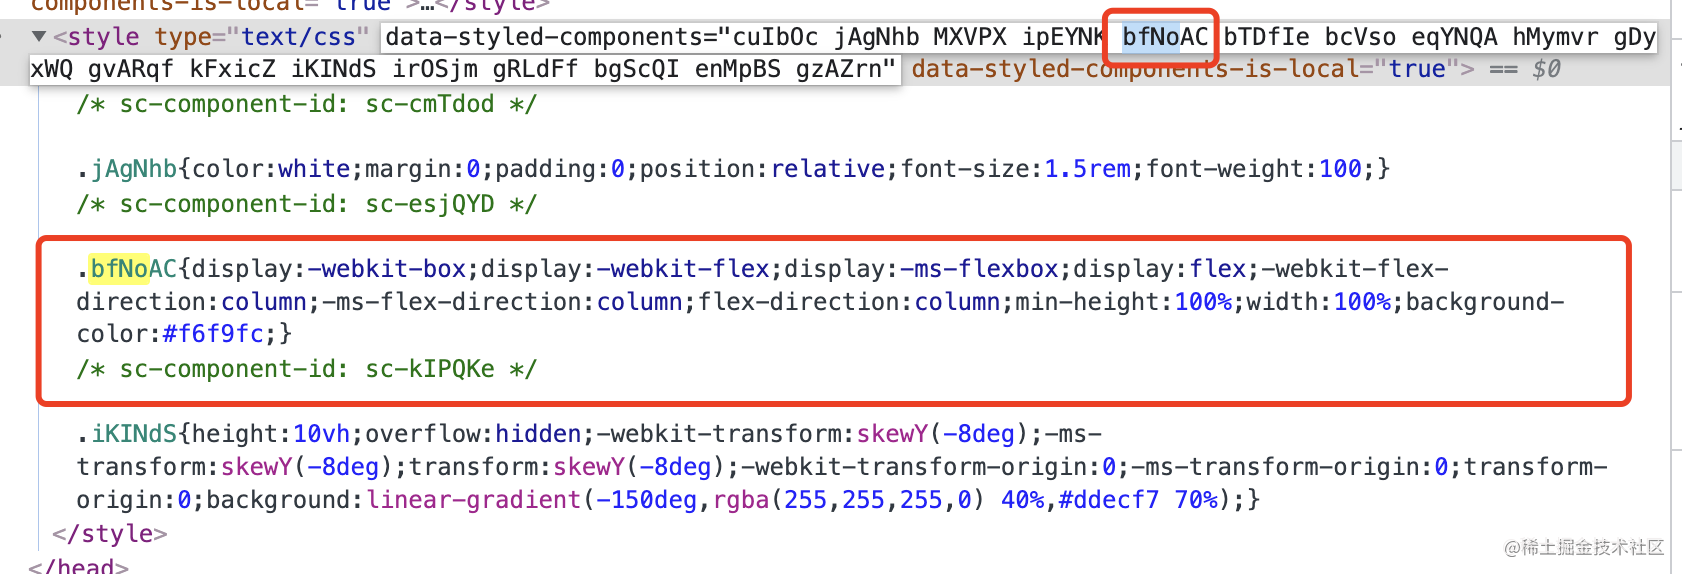 components-is-local="true">…</style>
▼<style type="text/css" data-styled-components="cuIbOc jAgNhb MXVPX ipEYNK bfNoAC bTDfIe bcVso eqYNQA hMymvr gDy
xWQ gvARqf kFxicZ iKINdS irOSjm gRLdFf bgScQI enMpBS gzAZrn" data-styled-components-is-local="true"> == $0
/* sc-component-id: sc-cmTdod */
.jAgNhb{color:white;margin:0;padding:0;position:relative;font-size:1.5rem;font-weight:100;}
/* sc-component-id: sc-esjQYD */
.bfNoAC{display:-webkit-box;display:-webkit-flex;display:-ms-flexbox;display:flex;-webkit-flex-
direction:column;-ms-flex-direction:column;flex-direction:column;min-height:100%;width:100%;background-
color:#f6f9fc;}
/* sc-component-id: sc-kIPQKe */
.iKINdS{height:10vh;overflow:hidden;-webkit-transform:skewY(-8deg);-ms-
transform:skewY(-8deg);transform:skewY(-8deg);-webkit-transform-origin:0;-ms-transform-origin:0;transform-
origin:0;background:linear-gradient(-150deg,rgba(255,255,255,0) 40%,#ddecf7 70%);}
</style>
</head>
@稀土掘金技术社区